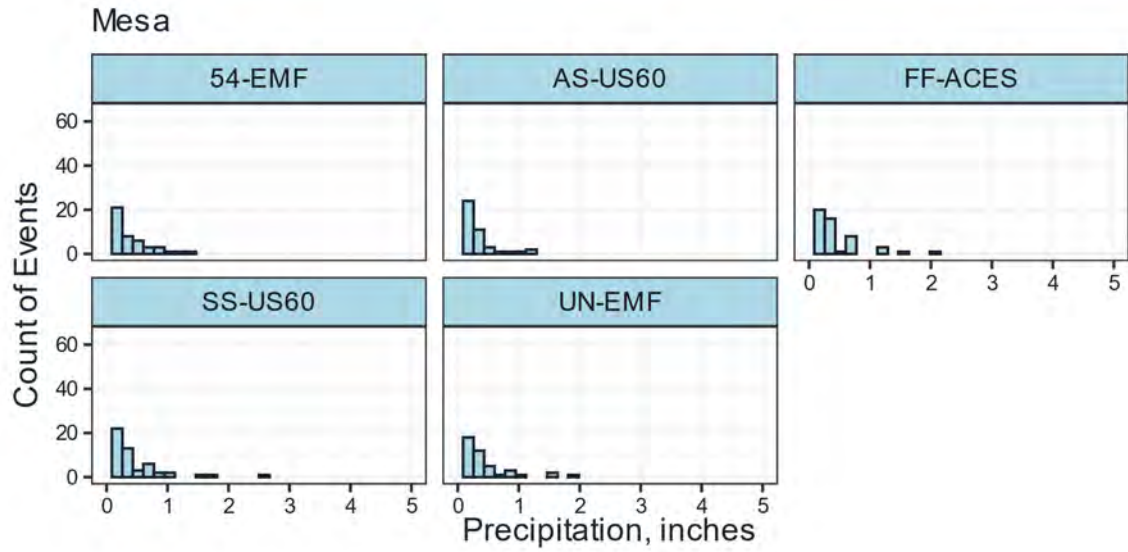 Mesa
54-EMF AS-US60 FF-ACES
60
40
20
0
0 1 2 3 4 5
SS-US60 UN-EMF
60
40
20
0
0 1 2 3 4 5 0 1 2 3 4 5
Count of Events
Precipitation, inches